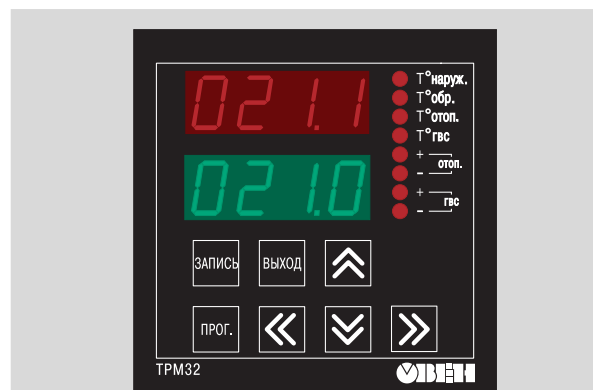 021.1
T°наруж.
T°обр.
T°отоп.
T°гвс
021.0
+
отоп.
-
+
гвс
-
ЗАПИСЬ ВЫХОД
ПРОГ.
ТРМ32 ОВЕН